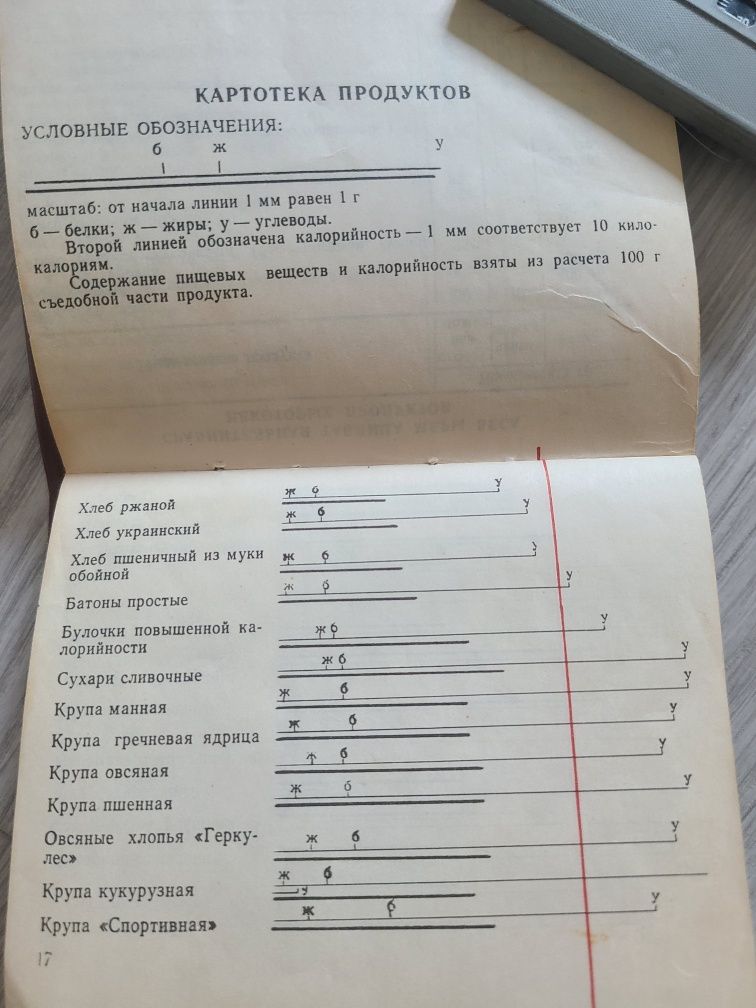 КАРТОТЕКА ПРОДУКТОВ
УСЛОВНЫЕ ОБОЗНАЧЕНИЯ:
б ж у
масштаб: от начала линии 1 мм равен 1 г
б — белки; ж — жиры; у — углеводы.
Второй линией обозначена калорийность — 1 мм соответствует 10 кило-
калориям.
Содержание пищевых веществ и калорийность взяты из расчета 100 г
съедобной части продукта.
Хлеб ржаной ж б у
Хлеб украинский ж б у
Хлеб пшеничный из муки ж б у
обойной
Батоны простые ж б у
Булочки повышенной ка- ж б у
лорийности
Сухари сливочные ж б у
Крупа манная ж б у
Крупа гречневая ядрица ж б у
Крупа овсяная ж б у
Крупа пшенная ж б у
Овсяные хлопья «Герку- ж б у
лес»
Крупа кукурузная ж б у
Крупа «Спортивная» ж б у
17